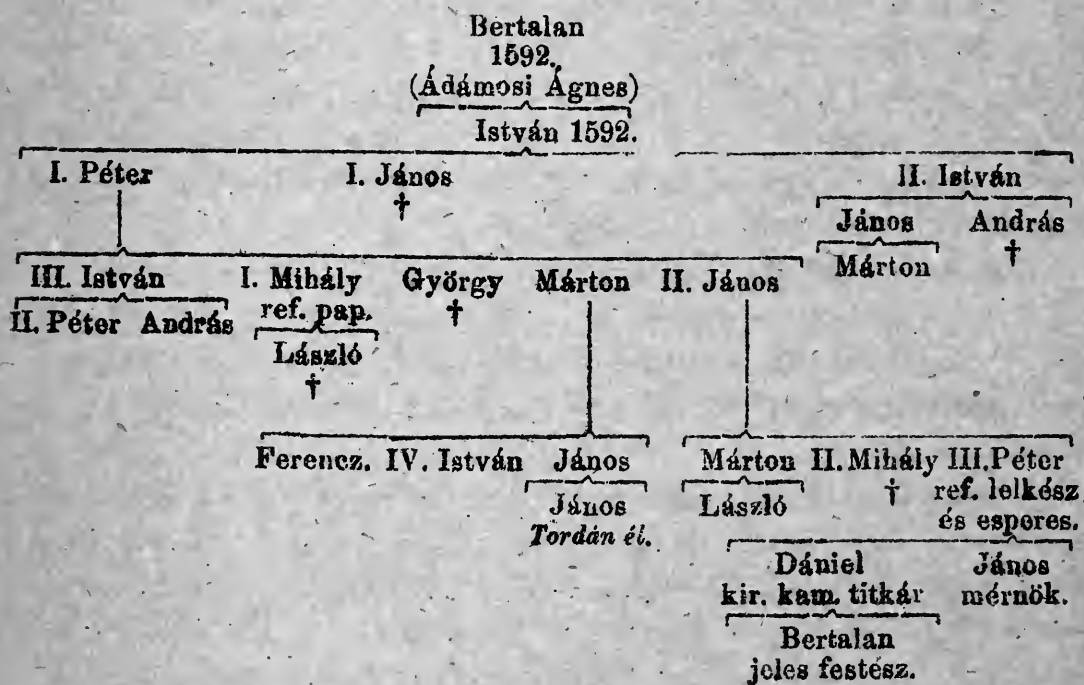 Bertalan
1592.
(Ádámosi Ágnes)
István 1592.
I. Péter I. János II. István
† János András
Márton †
III. István I. Mihály György Márton II. János
II. Péter András ref. pap. †
László
†
Ferencz. IV. István János Márton II. Mihály III. Péter
János László † ref. lelkész
Tordán él. és esperes.
Dániel János
kir. kam. titkár mérnök.
Bertalan
jeles festész.